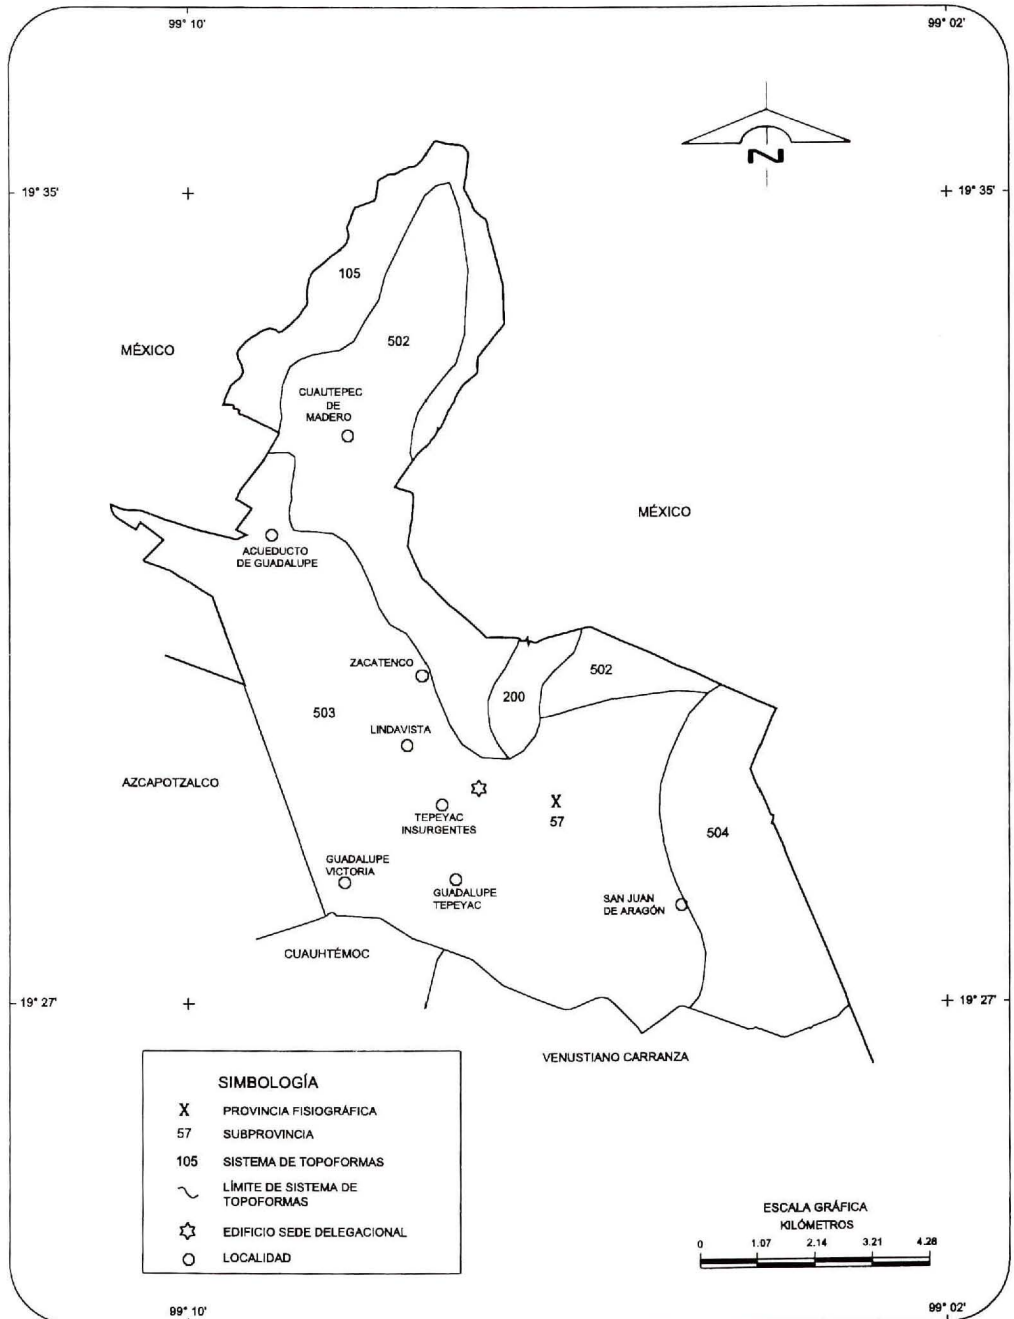 99° 10'
99° 02'
N
19° 35'
19° 35'
105
MÉXICO
502
CUAUTEPEC
DE
MADERO
MÉXICO
ACUEDUCTO
DE GUADALUPE
ZACATENCO
502
200
503
LINDAVISTA
AZCAPOTZALCO
X
57
TEPEYAC
INSURGENTES
504
GUADALUPE
VICTORIA
GUADALUPE
TEPEYAC
SAN JUAN
DE ARAGÓN
CUAUHTÉMOC
19° 27'
19° 27'
VENUSTIANO CARRANZA
SIMBOLOGÍA
X PROVINCIA FISIOGRÁFICA
57 SUBPROVINCIA
105 SISTEMA DE TOPOFORMAS
LÍMITE DE SISTEMA DE
TOPOFORMAS
EDIFICIO SEDE DELEGACIONAL
LOCALIDAD
ESCALA GRÁFICA
KILÓMETROS
0 1.07 2.14 3.21 4.28
99° 10'
99° 02'